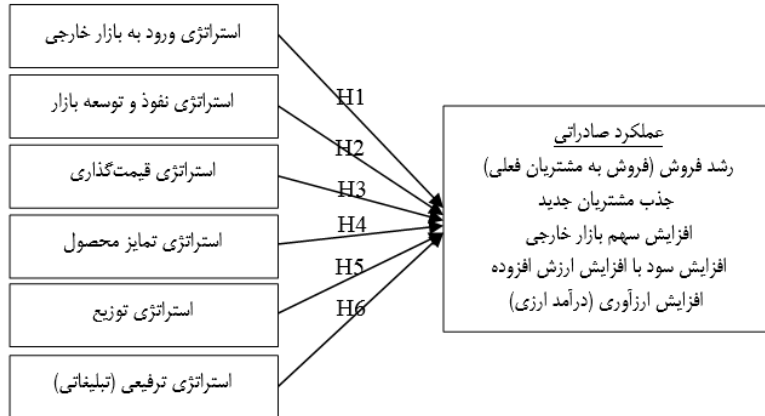 استراتژی ورود به بازار خارجی
استراتژی نفوذ و توسعه بازار
استراتژی قیمت‌گذاری
استراتژی تمایز محصول
استراتژی توزیع
استراتژی ترفیعی (تبلیغاتی)
H1
H2
H3
H4
H5
H6
عملکرد صادراتی
رشد فروش (فروش به مشتریان فعلی)
جذب مشتریان جدید
افزایش سهم بازار خارجی
افزایش سود با افزایش ارزش افزوده
افزایش ارزآوری (درآمد ارزی)